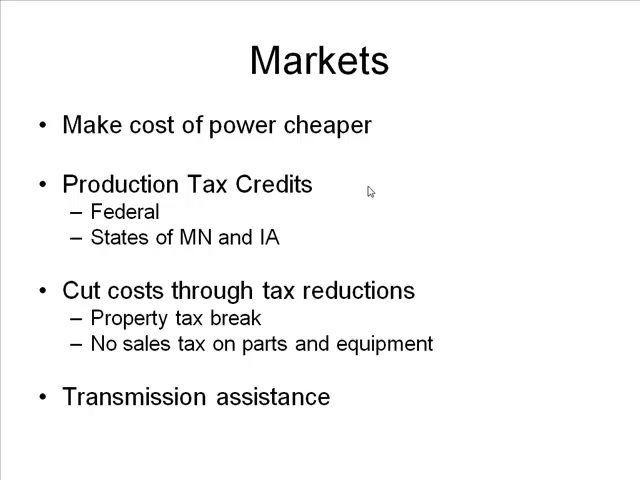 Markets
• Make cost of power cheaper
• Production Tax Credits
– Federal
– States of MN and IA
• Cut costs through tax reductions
– Property tax break
– No sales tax on parts and equipment
• Transmission assistance